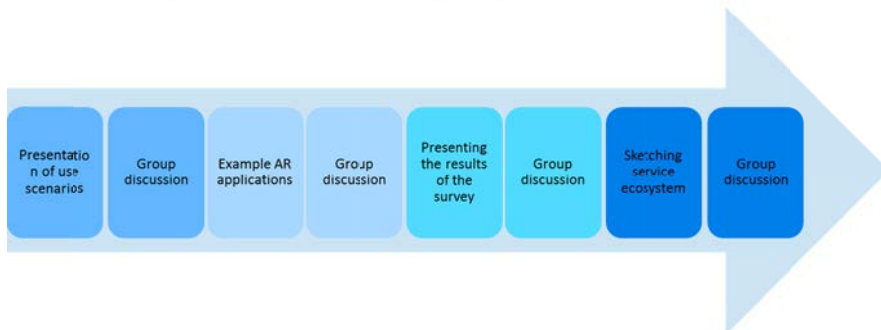 Presentatio
n of use
scenarios
Group
discussion
Example AR
applications
Group
discussion
Presenting
the results
of the
survey
Group
discussion
Sketching
service
ecosystem
Group
discussion